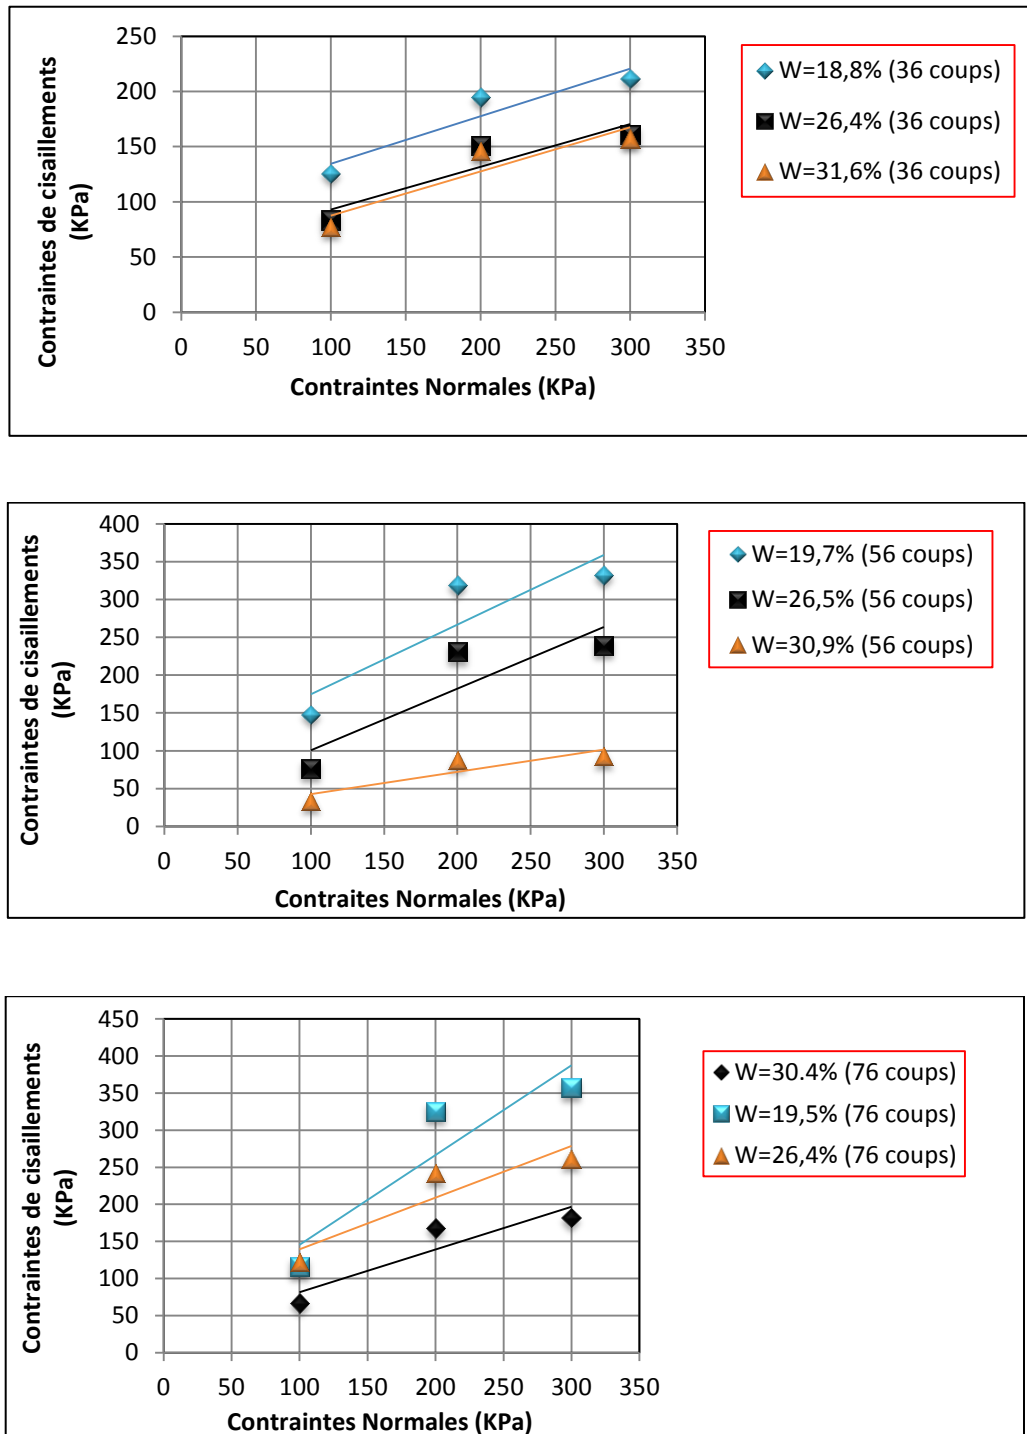 Contraintes de cisaillements
(KPa)
250
200
150
100
50
0
0 50 100 150 200 250 300 350
Contraintes Normales (KPa)
W=18,8% (36 coups)
W=26,4% (36 coups)
W=31,6% (36 coups)
Contraintes de cisaillements
(KPa)
400
350
300
250
200
150
100
50
0
0 50 100 150 200 250 300 350
Contraites Normales (KPa)
W=19,7% (56 coups)
W=26,5% (56 coups)
W=30,9% (56 coups)
Contraintes de cisaillements
(KPa)
450
400
350
300
250
200
150
100
50
0
0 50 100 150 200 250 300 350
Contraintes Normales (KPa)
W=30.4% (76 coups)
W=19,5% (76 coups)
W=26,4% (76 coups)